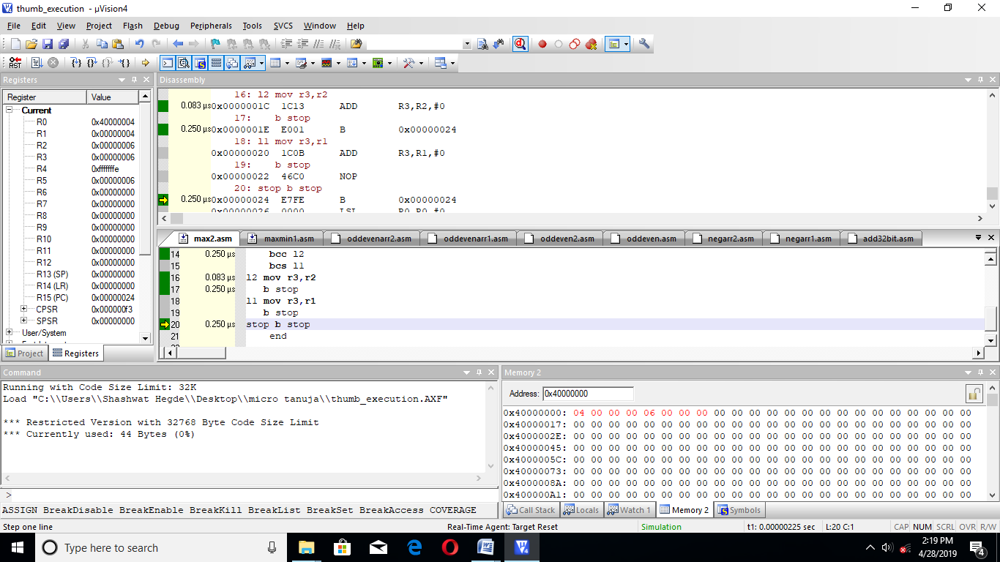 thumb_execution - µVision4
File Edit View Project Flash Debug Peripherals Tools SVCS Window Help
RST
Registers
Register Value
Current
R0 0x40000004
R1 0x00000004
R2 0x00000006
R3 0x00000006
R4 0xfffffffe
R5 0x00000006
R6 0x00000000
R7 0x00000000
R8 0x00000000
R9 0x00000000
R10 0x00000000
R11 0x00000000
R12 0x00000000
R13 (SP) 0x00000000
R14 (LR) 0x00000000
R15 (PC) 0x00000024
CPSR 0x000000f3
SPSR 0x00000000
User/System
Project Registers
Disassembly
16: l2 mov r3,r2
0.083 µs 0x0000001C 1C13 ADD R3,R2,#0
17: b stop
0.250 µs 0x0000001E E001 B 0x00000024
18: l1 mov r3,r1
0x00000020 1C0B ADD R3,R1,#0
19: b stop
0x00000022 46C0 NOP
20: stop b stop
0.250 µs 0x00000024 E7FE B 0x00000024
0x00000026 0000 LSL R0,R0,#0
max2.asm maxmin1.asm oddevenarr2.asm oddevenarr1.asm oddeven2.asm oddeven.asm negarr2.asm negarr1.asm add32bit.asm
14 0.250 µs bcc l2
15 bcs l1
16 0.083 µs l2 mov r3,r2
17 0.250 µs b stop
18 l1 mov r3,r1
19 b stop
20 0.250 µs stop b stop
21 end
Command
Running with Code Size Limit: 32K
Load "C:\\Users\\Shashwat Hegde\\Desktop\\micro tanuja\\thumb_execution.AXF"
*** Restricted Version with 32768 Byte Code Size Limit
*** Currently used: 44 Bytes (0%)
>
ASSIGN BreakDisable BreakEnable BreakKill BreakList BreakSet BreakAccess COVERAGE
Memory 2
Address: 0x40000000
0x40000000: 04 00 00 00 06 00 00 00 00 00 00 00 00 00 00 00 00 00 00 00 00 00 00
0x40000017: 00 00 00 00 00 00 00 00 00 00 00 00 00 00 00 00 00 00 00 00 00 00 00
0x4000002E: 00 00 00 00 00 00 00 00 00 00 00 00 00 00 00 00 00 00 00 00 00 00 00
0x40000045: 00 00 00 00 00 00 00 00 00 00 00 00 00 00 00 00 00 00 00 00 00 00 00
0x4000005C: 00 00 00 00 00 00 00 00 00 00 00 00 00 00 00 00 00 00 00 00 00 00 00
0x40000073: 00 00 00 00 00 00 00 00 00 00 00 00 00 00 00 00 00 00 00 00 00 00 00
0x4000008A: 00 00 00 00 00 00 00 00 00 00 00 00 00 00 00 00 00 00 00 00 00 00 00
0x400000A1: 00 00 00 00 00 00 00 00 00 00 00 00 00 00 00 00 00 00 00 00 00 00 00
Call Stack Locals Watch 1 Memory 2 Symbols
Step one line Real-Time Agent: Target Reset Simulation t1: 0.00000225 sec L:20 C:1 CAP NUM SCRL OVR R/W
Type here to search
2:19 PM
4/28/2019
4